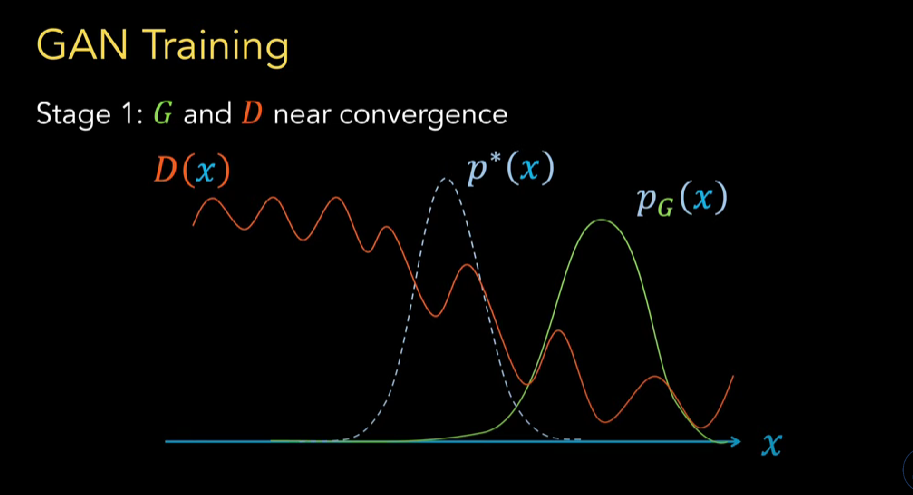 GAN Training
Stage 1: G and D near convergence
D(x)
p*(x)
pG(x)
x